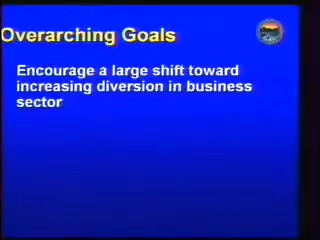 Overarching Goals
Encourage a large shift toward
increasing diversion in business
sector